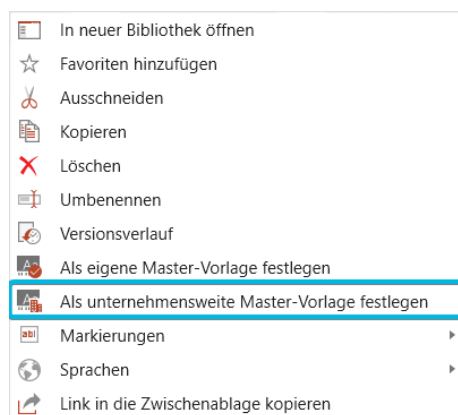 In neuer Bibliothek öffnen
Favoriten hinzufügen
Ausschneiden
Kopieren
Löschen
Umbenennen
Versionsverlauf
Als eigene Master-Vorlage festlegen
Als unternehmensweite Master-Vorlage festlegen
abl Markierungen
Sprachen
Link in die Zwischenablage kopieren